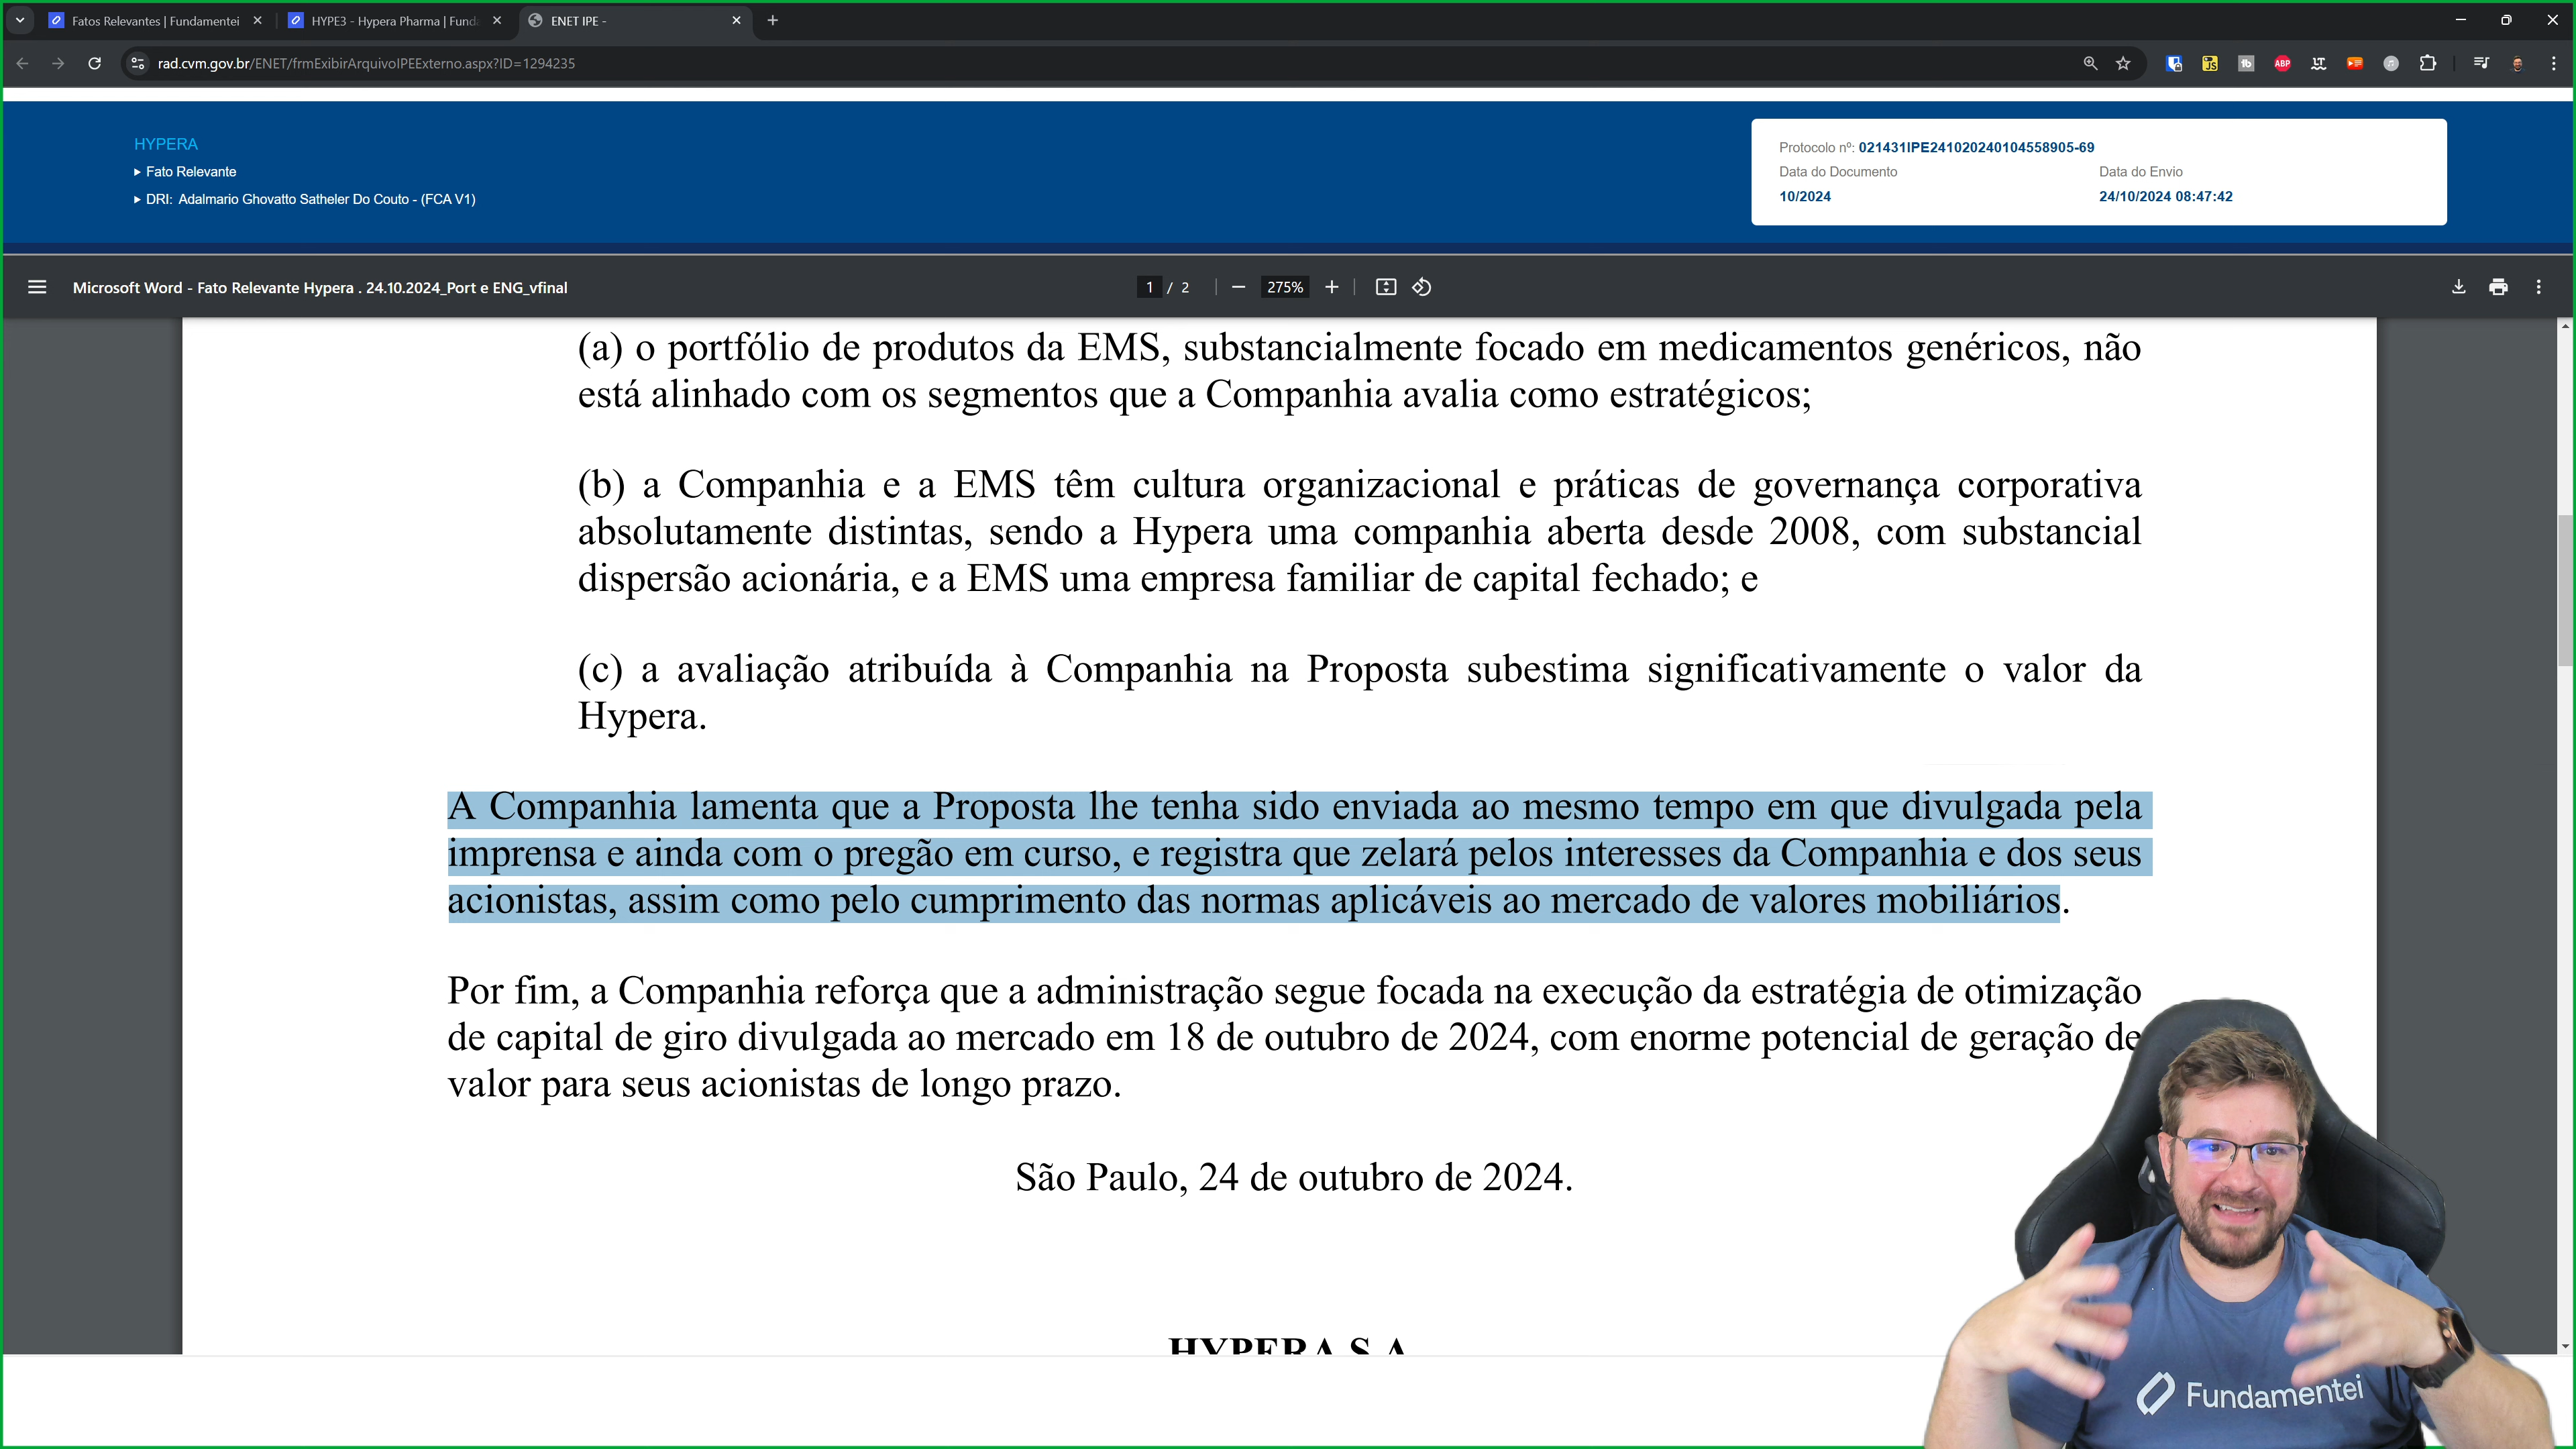 Fatos Relevantes | Fundamentei
HYPE3 - Hypera Pharma | Funda
ENET IPE -
rad.cvm.gov.br/ENET/frmExibirArquivoIPEExterno.aspx?ID=1294235
HYPERA
Fato Relevante
DRI: Adalmario Ghovatto Satheler Do Couto - (FCA V1)
Protocolo nº: 021431IPE241020240104558905-69
Data do Documento
Data do Envio
10/2024
24/10/2024 08:47:42
Microsoft Word - Fato Relevante Hypera . 24.10.2024_Port e ENG_vfinal
1 / 2
275%
(a) o portfólio de produtos da EMS, substancialmente focado em medicamentos genéricos, não
está alinhado com os segmentos que a Companhia avalia como estratégicos;
(b) a Companhia e a EMS têm cultura organizacional e práticas de governança corporativa
absolutamente distintas, sendo a Hypera uma companhia aberta desde 2008, com substancial
dispersão acionária, e a EMS uma empresa familiar de capital fechado; e
(c) a avaliação atribuída à Companhia na Proposta subestima significativamente o valor da
Hypera.
A Companhia lamenta que a Proposta lhe tenha sido enviada ao mesmo tempo em que divulgada pela
imprensa e ainda com o pregão em curso, e registra que zelará pelos interesses da Companhia e dos seus
acionistas, assim como pelo cumprimento das normas aplicáveis ao mercado de valores mobiliários.
Por fim, a Companhia reforça que a administração segue focada na execução da estratégia de otimização
de capital de giro divulgada ao mercado em 18 de outubro de 2024, com enorme potencial de geração de
valor para seus acionistas de longo prazo.
São Paulo, 24 de outubro de 2024.
HYPERA S.A.
Fundamentei